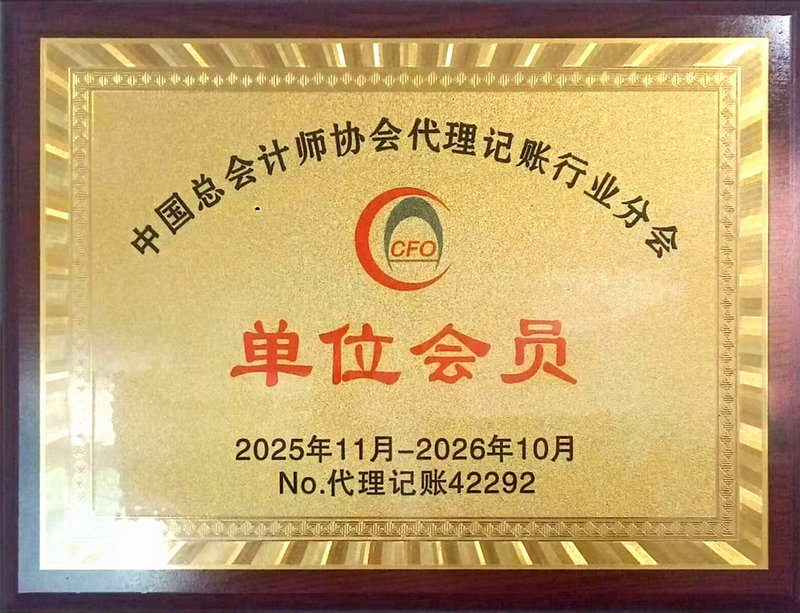 中国总会计师协会代理记账行业分会
CFO
单位会员
2025年11月-2026年10月
No.代理记账42292